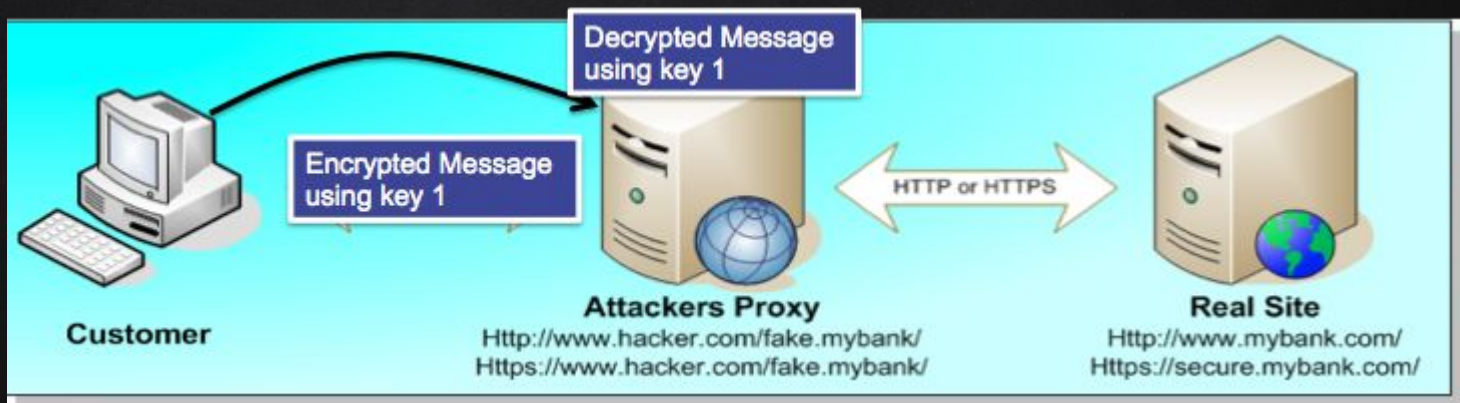 Decrypted Message
using key 1
Encrypted Message
using key 1
HTTP or HTTPS
Customer
Attackers Proxy
Http://www.hacker.com/fake.mybank/
Https://www.hacker.com/fake.mybank/
Real Site
Http://www.mybank.com/
Https://secure.mybank.com/